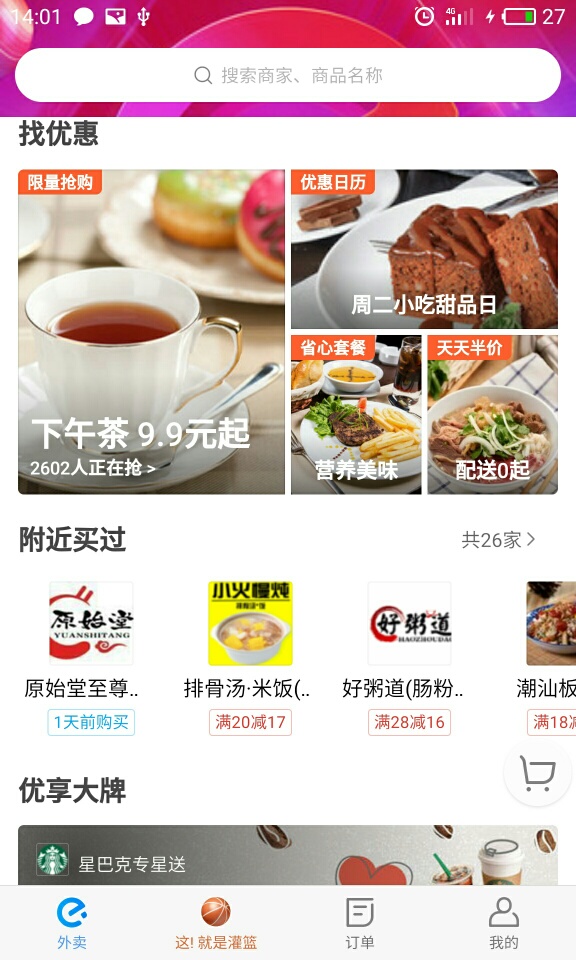 14:01
4G
27
搜索商家、商品名称
找优惠
限量抢购
下午茶 9.9元起
2602人正在抢 >
优惠日历
周二小吃甜品日
省心套餐
营养美味
天天半价
配送0起
附近买过
共26家
原始堂
YUANSHITANG
小火慢炖
排骨汤·饭
好粥道
HAOZHOUDAO
原始堂至尊..
排骨汤·米饭(..
好粥道(肠粉..
潮汕板
1天前购买
满20减17
满28减16
满18减
优享大牌
星巴克专星送
外卖
这! 就是灌篮
订单
我的